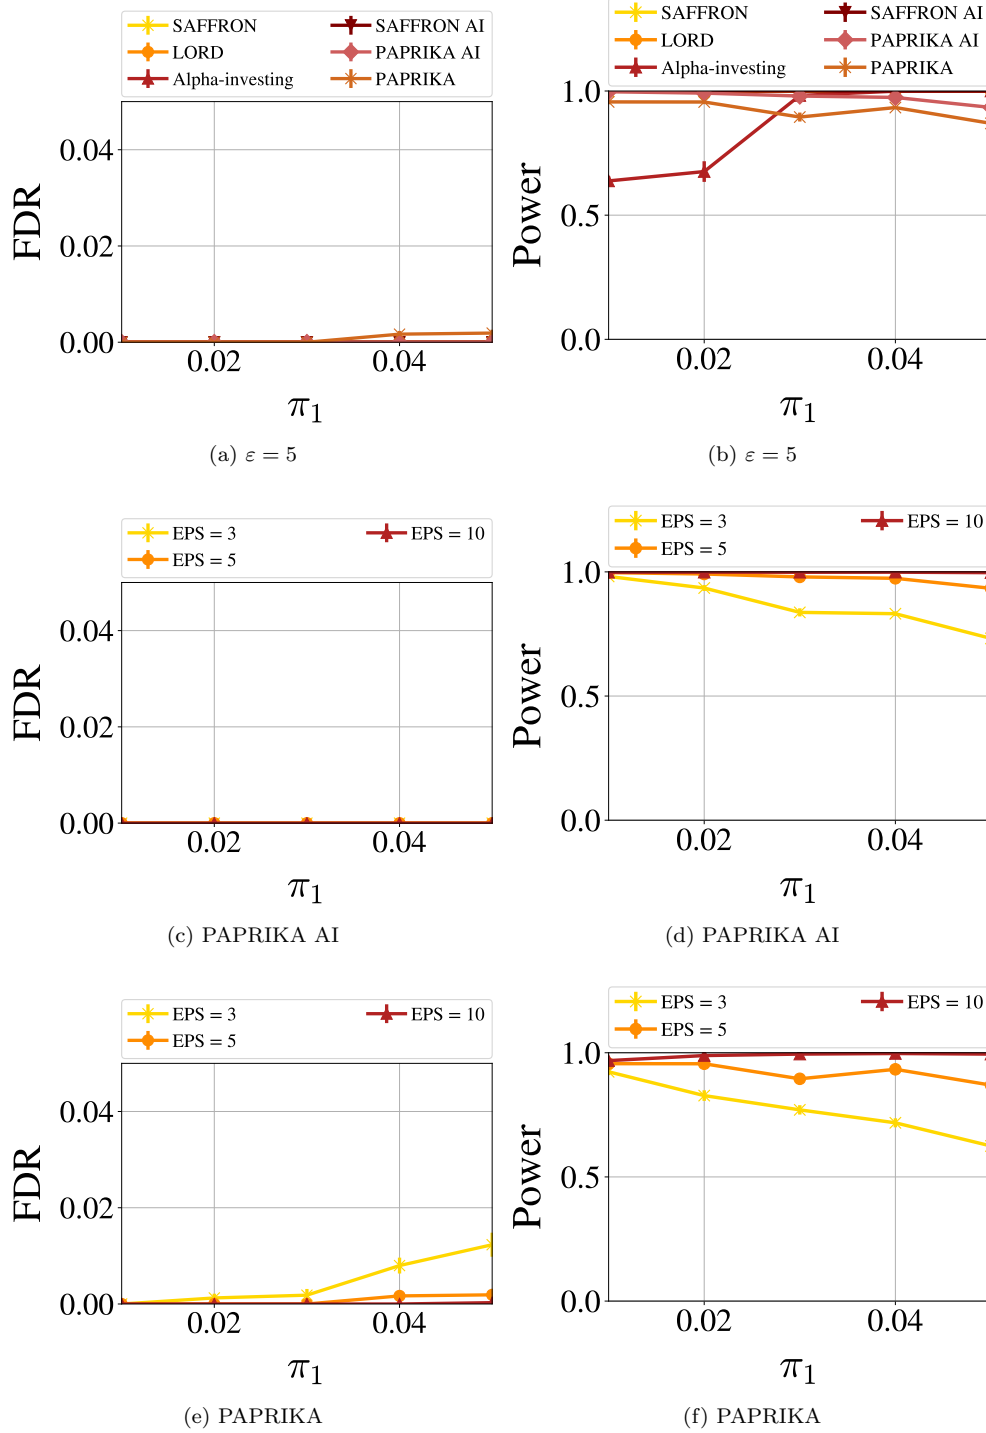 SAFFRON SAFFRON AI
LORD PAPRIKA AI
Alpha-investing PAPRIKA
0.04
0.02
0.00
FDR
0.02 0.04
π1
(a) ε = 5
SAFFRON SAFFRON AI
LORD PAPRIKA AI
Alpha-investing PAPRIKA
1.0
0.5
0.0
Power
0.02 0.04
π1
(b) ε = 5
EPS = 3 EPS = 10
EPS = 5
0.04
0.02
0.00
FDR
0.02 0.04
π1
(c) PAPRIKA AI
EPS = 3 EPS = 10
EPS = 5
1.0
0.5
0.0
Power
0.02 0.04
π1
(d) PAPRIKA AI
EPS = 3 EPS = 10
EPS = 5
0.04
0.02
0.00
FDR
0.02 0.04
π1
(e) PAPRIKA
EPS = 3 EPS = 10
EPS = 5
1.0
0.5
0.0
Power
0.02 0.04
π1
(f) PAPRIKA